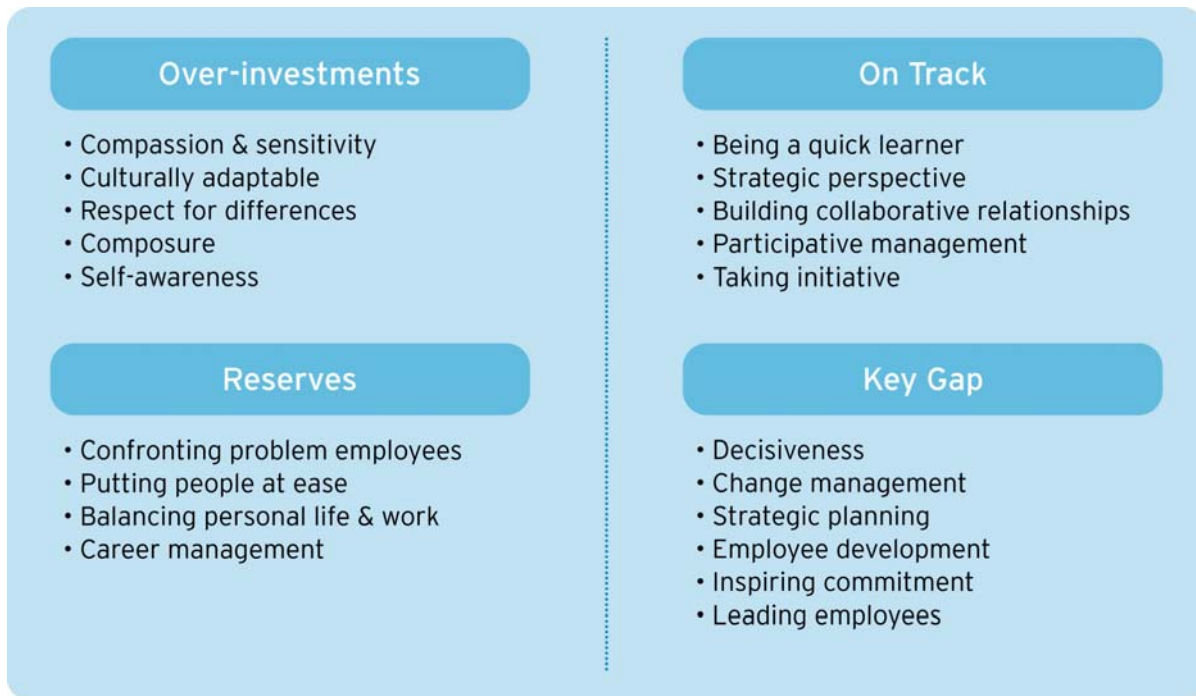 Over-investments
• Compassion & sensitivity
• Culturally adaptable
• Respect for differences
• Composure
• Self-awareness
On Track
• Being a quick learner
• Strategic perspective
• Building collaborative relationships
• Participative management
• Taking initiative
Reserves
• Confronting problem employees
• Putting people at ease
• Balancing personal life & work
• Career management
Key Gap
• Decisiveness
• Change management
• Strategic planning
• Employee development
• Inspiring commitment
• Leading employees